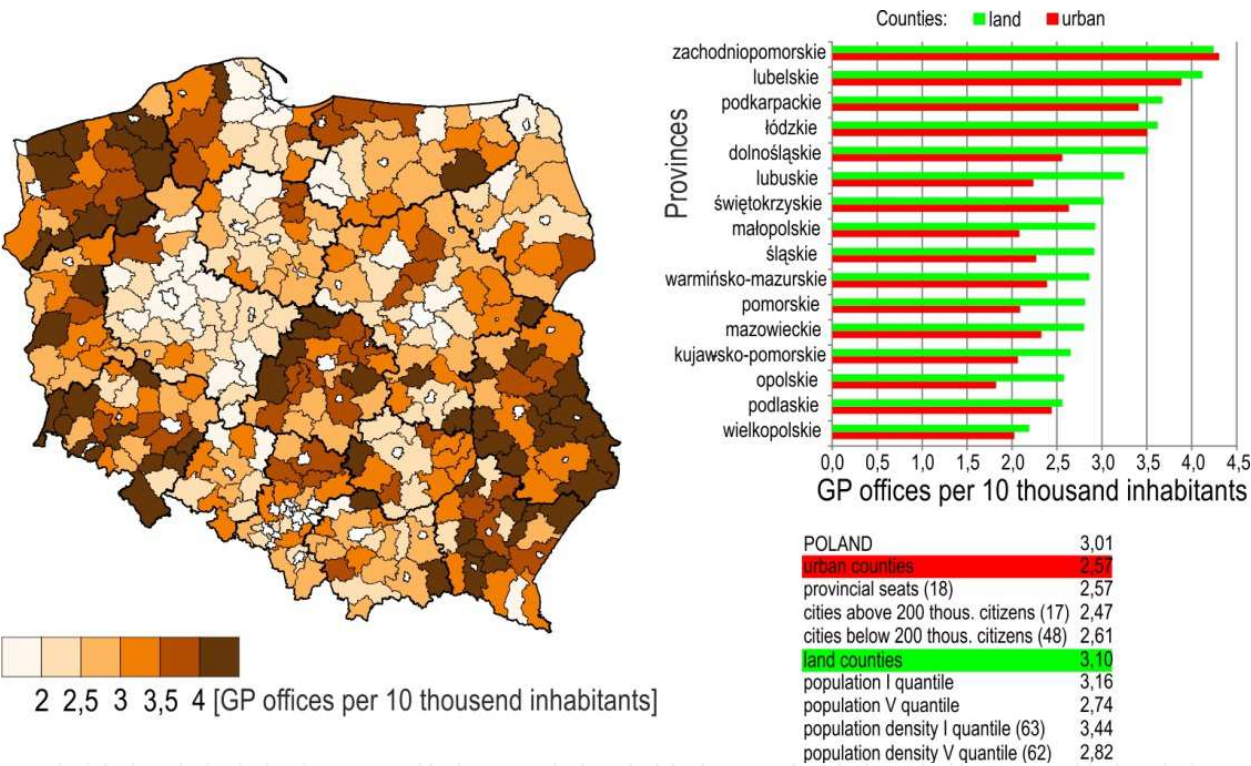 Counties: land urban
Provinces
zachodniopomorskie
lubelskie
podkarpackie
łódzkie
dolnośląskie
lubuskie
świętokrzyskie
małopolskie
śląskie
warmińsko-mazurskie
pomorskie
mazowieckie
kujawsko-pomorskie
opolskie
podlaskie
wielkopolskie
0,0 0,5 1,0 1,5 2,0 2,5 3,0 3,5 4,0 4,5
GP offices per 10 thousand inhabitants
2 2,5 3 3,5 4 [GP offices per 10 thousend inhabitants]
POLAND 3,01
urban counties 2,57
provincial seats (18) 2,57
cities above 200 thous. citizens (17) 2,47
cities below 200 thous. citizens (48) 2,61
land counties 3,10
population I quantile 3,16
population V quantile 2,74
population density I quantile (63) 3,44
population density V quantile (62) 2,82